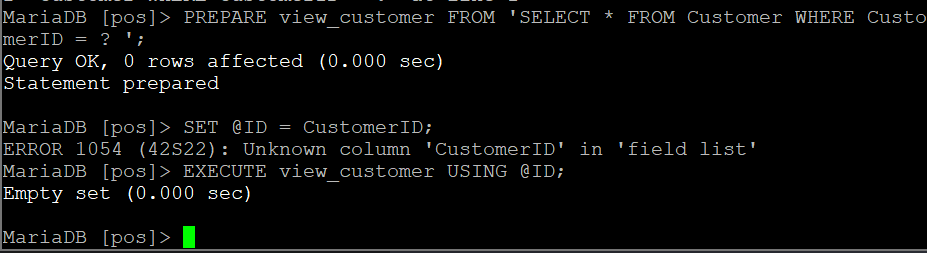 MariaDB [pos]> PREPARE view_customer FROM 'SELECT * FROM Customer WHERE Custo
merID = ? ';
Query OK, 0 rows affected (0.000 sec)
Statement prepared
MariaDB [pos]> SET @ID = CustomerID;
ERROR 1054 (42S22): Unknown column 'CustomerID' in 'field list'
MariaDB [pos]> EXECUTE view_customer USING @ID;
Empty set (0.000 sec)
MariaDB [pos]>